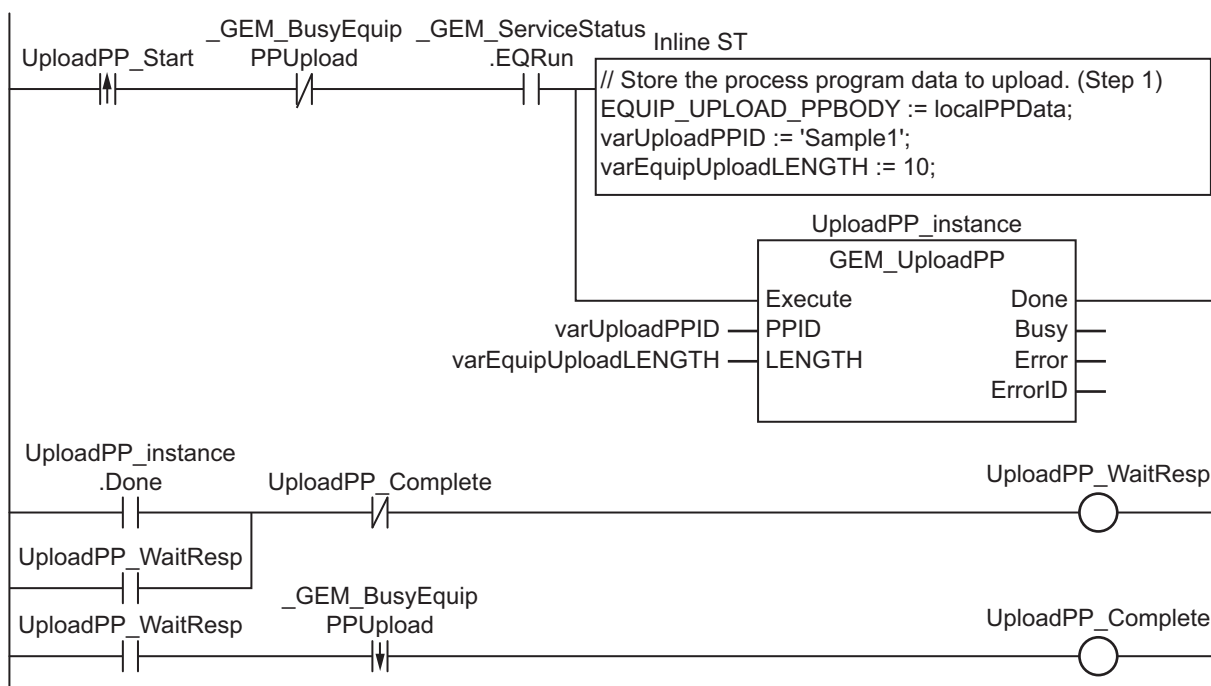 _GEM_BusyEquip
PPUpload
_GEM_ServiceStatus
.EQRun
UploadPP_Start
Inline ST
// Store the process program data to upload. (Step 1)
EQUIP_UPLOAD_PPBODY := localPPData;
varUploadPPID := 'Sample1';
varEquipUploadLENGTH := 10;
UploadPP_instance
GEM_UploadPP
Execute Done
varUploadPPID PPID Busy
varEquipUploadLENGTH LENGTH Error
ErrorID
UploadPP_instance
.Done
UploadPP_Complete
UploadPP_WaitResp
UploadPP_WaitResp
UploadPP_WaitResp
_GEM_BusyEquip
PPUpload
UploadPP_Complete